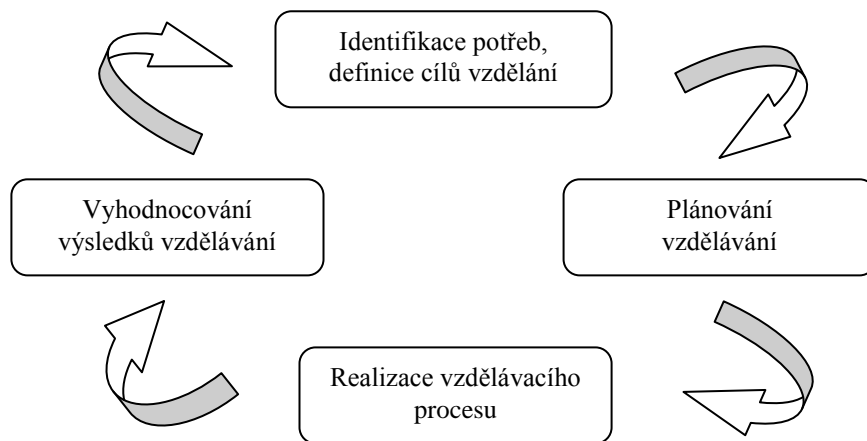 Identifikace potřeb,
definice cílů vzdělání
Plánování
vzdělávání
Realizace vzdělávacího
procesu
Vyhodnocování
výsledků vzdělávání